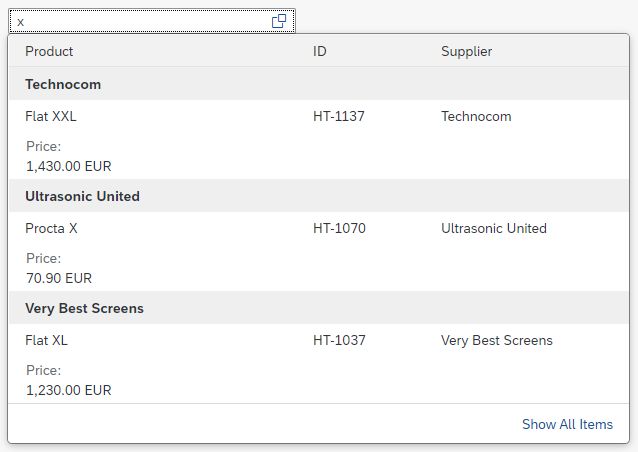 x
Product ID Supplier
Technocom
Flat XXL HT-1137 Technocom
Price:
1,430.00 EUR
Ultrasonic United
Procta X HT-1070 Ultrasonic United
Price:
70.90 EUR
Very Best Screens
Flat XL HT-1037 Very Best Screens
Price:
1,230.00 EUR
Show All Items